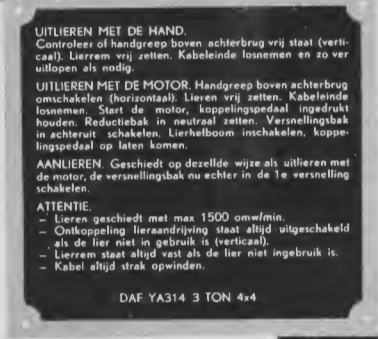 UITLIEREN MET DE HAND.
Controleer of handgreep boven achterbrug vrij staat (verti-
caal). Lierrem vrij zetten. Kabeleinde losnemen en zo ver
uitlopen als nodig.
UITLIEREN MET DE MOTOR. Handgreep boven achterbrug
omschakelen (horizontaal). Lieren vrij zetten. Kabeleinde
losnemen. Start de motor, koppelingspedaal ingedrukt
houden. Reductiebak in neutraal zetten. Versnellingsbak
in achteruit schakelen. Lierhefboom inschakelen, koppe-
lingspedaal op laten komen.
AANLIEREN. Geschiedt op dezellde wijze als uitlieren met
de motor, de versnellingsbak nu echter in de 1e versnelling
schakelen.
ATTENTIE.
– Lieren geschiedt met max 1500 omw/min.
– Ontkoppeling lieraandrijving staat altijd uitgeschakeld
als de lier niet in gebruik is (verticaal).
– Lierrem staat altijd vast als de lier niet ingebruik is.
– Kabel altijd strak opwinden.
DAF YA314 3 TON 4x4